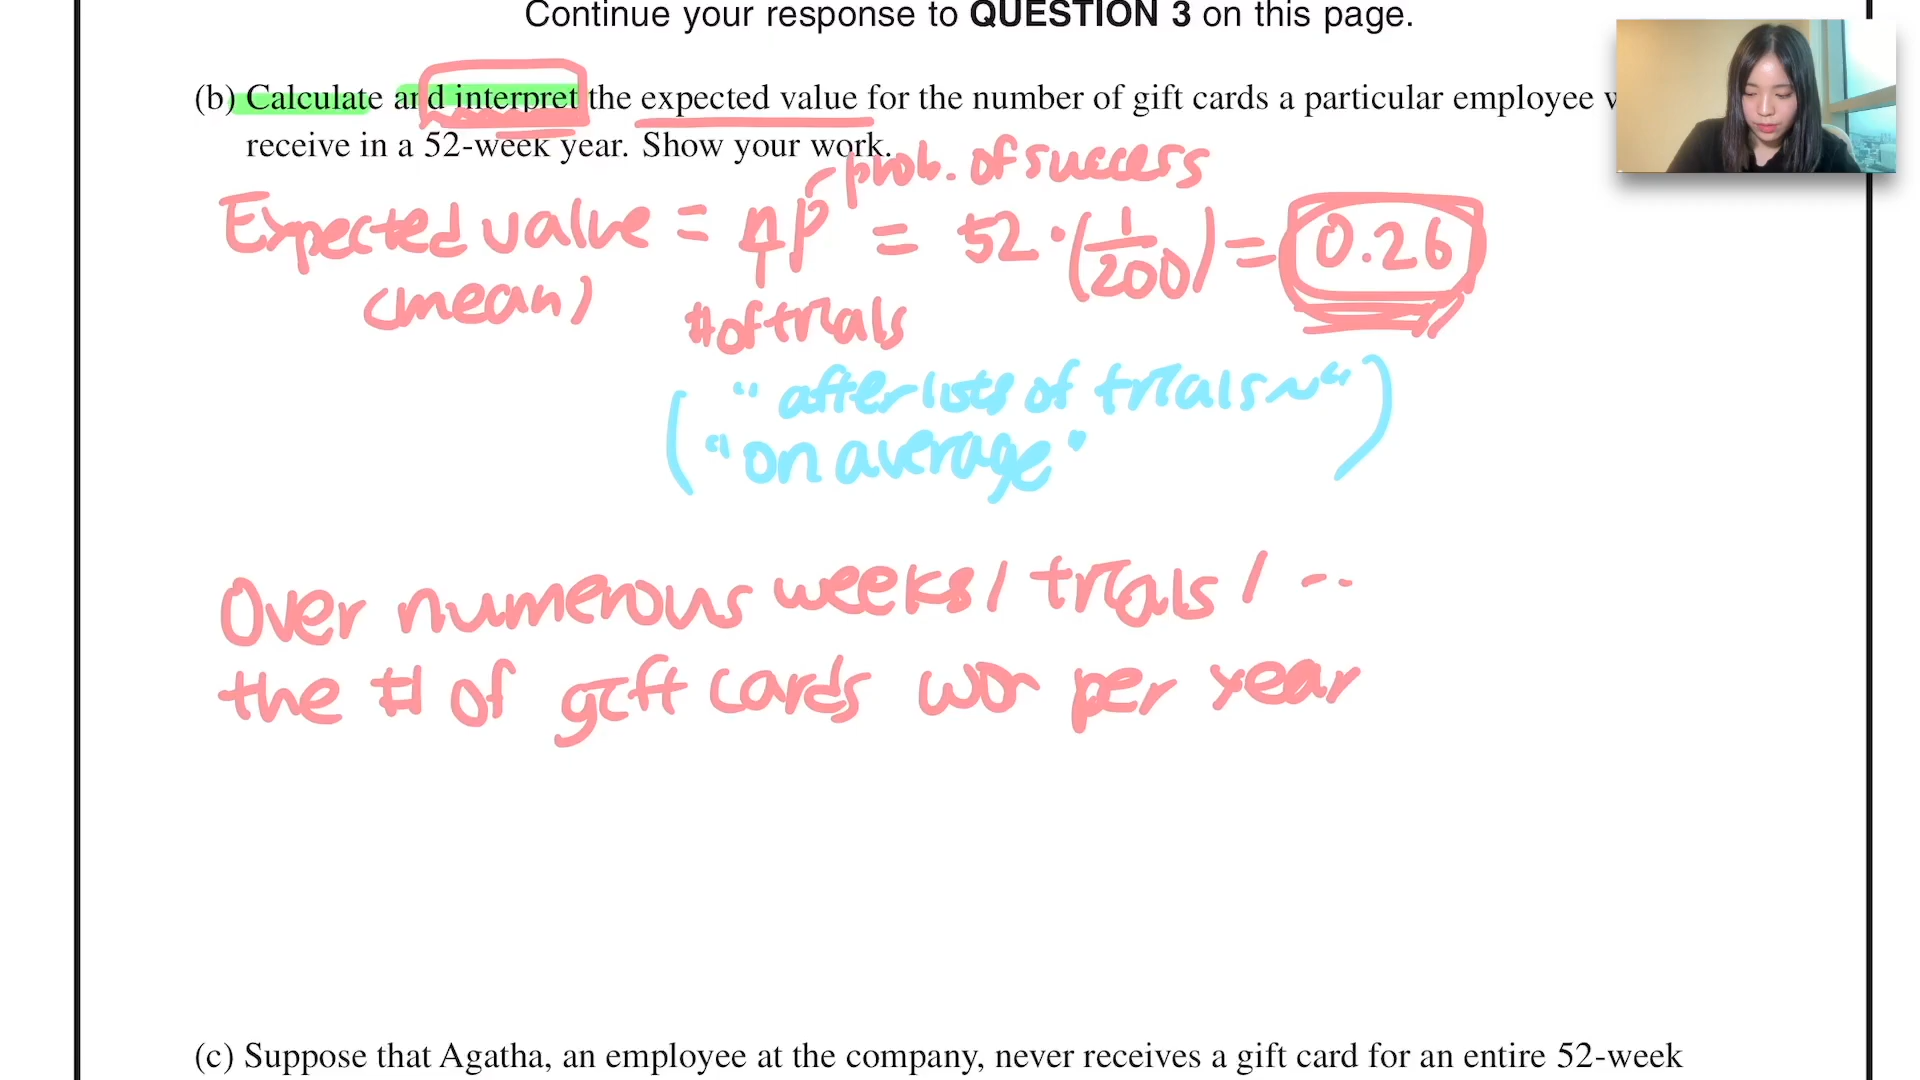 Continue your response to QUESTION 3 on this page.
(b) Calculate and interpret the expected value for the number of gift cards a particular employee
receive in a 52-week year. Show your work.
prob. of success
Expected value = np = 52 · (1/200) = 0.26
(mean)
# of trials
( "after lots of trials ~"
"on average" )
Over numerous weeks / trials / --
the # of gift cards won per year
(c) Suppose that Agatha, an employee at the company, never receives a gift card for an entire 52-week